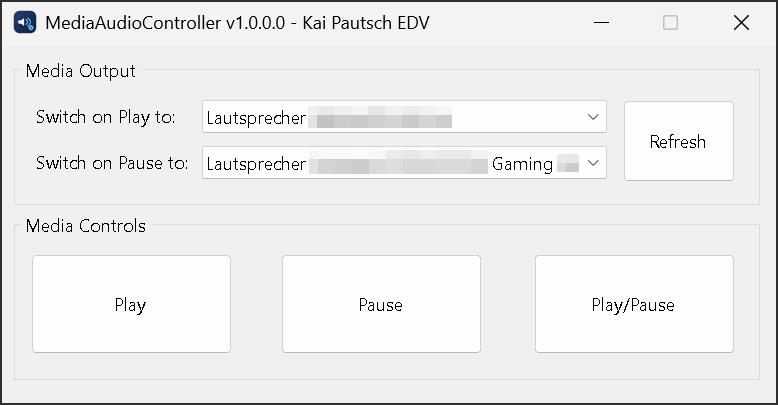 MediaAudioController v1.0.0.0 - Kai Pautsch EDV
Media Output
Switch on Play to:
Lautsprecher
Refresh
Switch on Pause to:
Lautsprecher Gaming
Media Controls
Play
Pause
Play/Pause